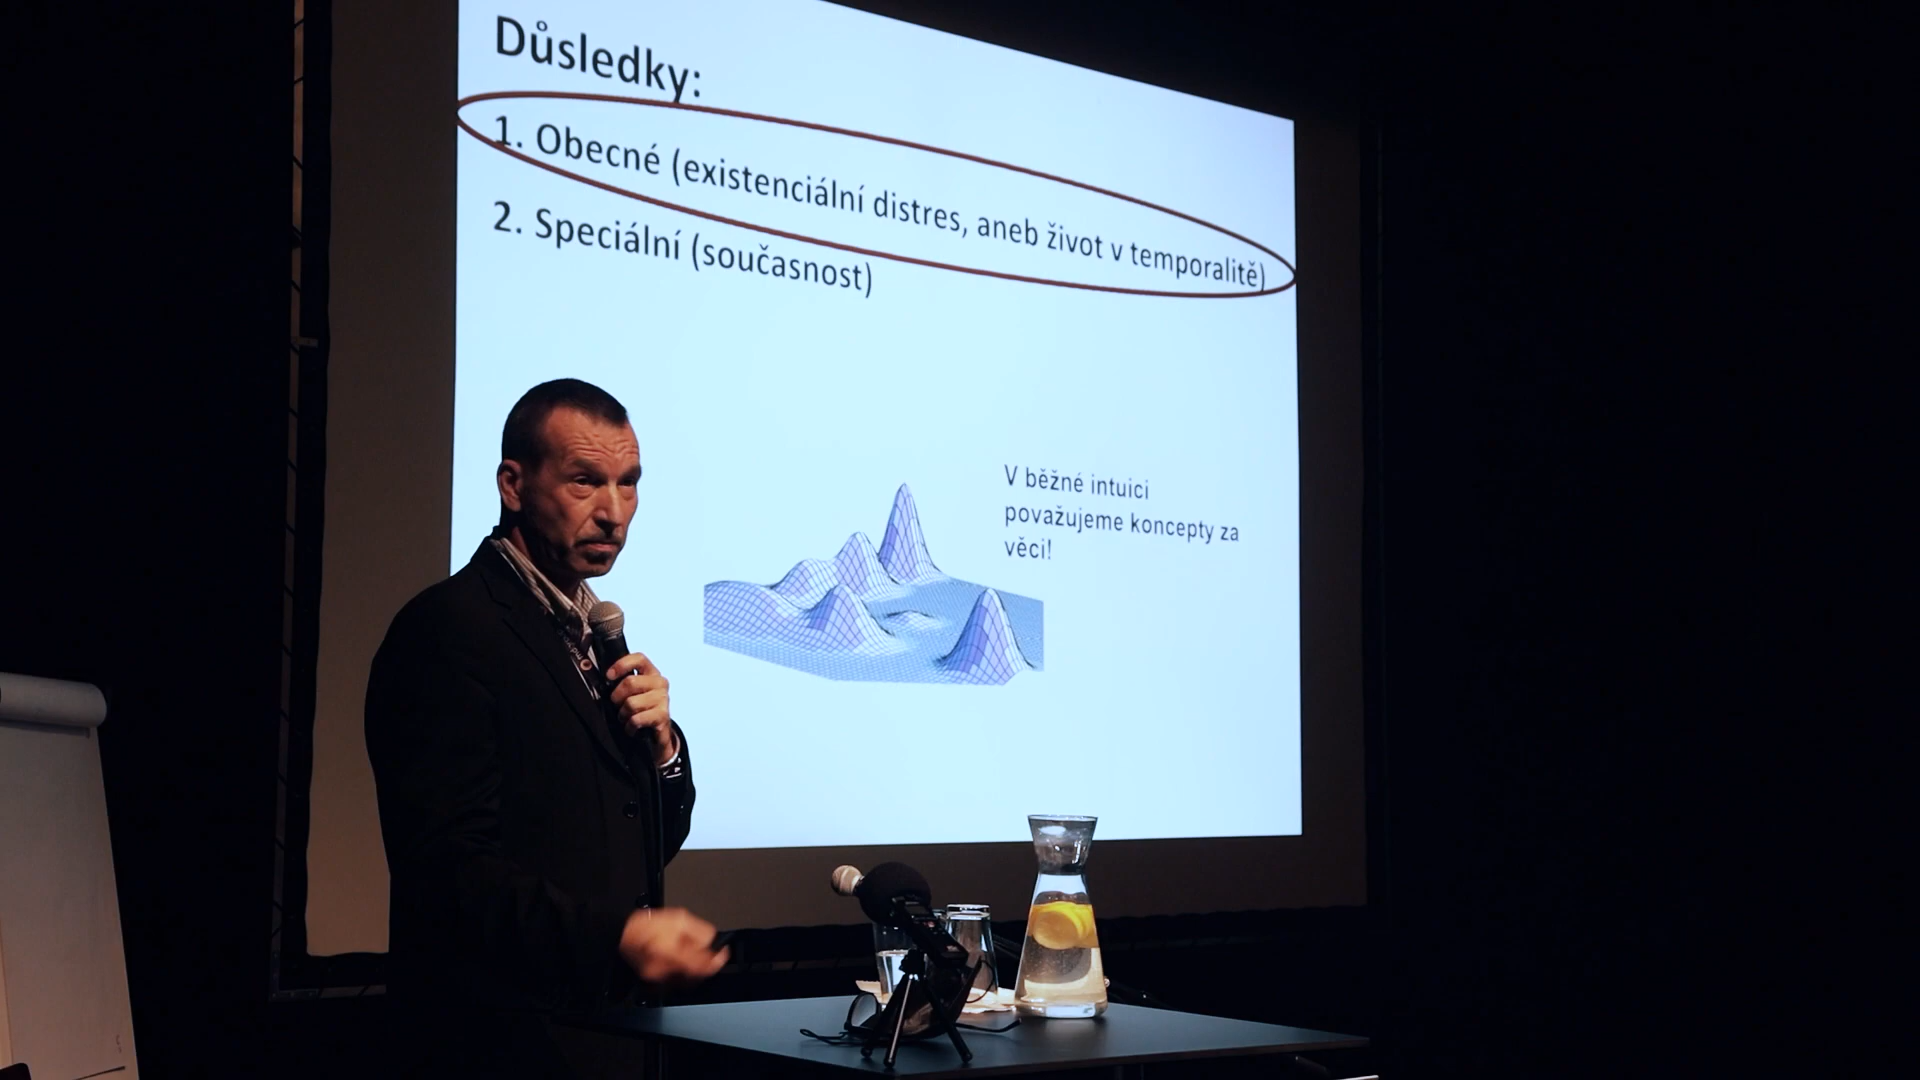 Důsledky:
1. Obecné (existenciální distres, aneb život v temporalitě)
2. Speciální (současnost)
V běžné intuici
považujeme koncepty za
věci!